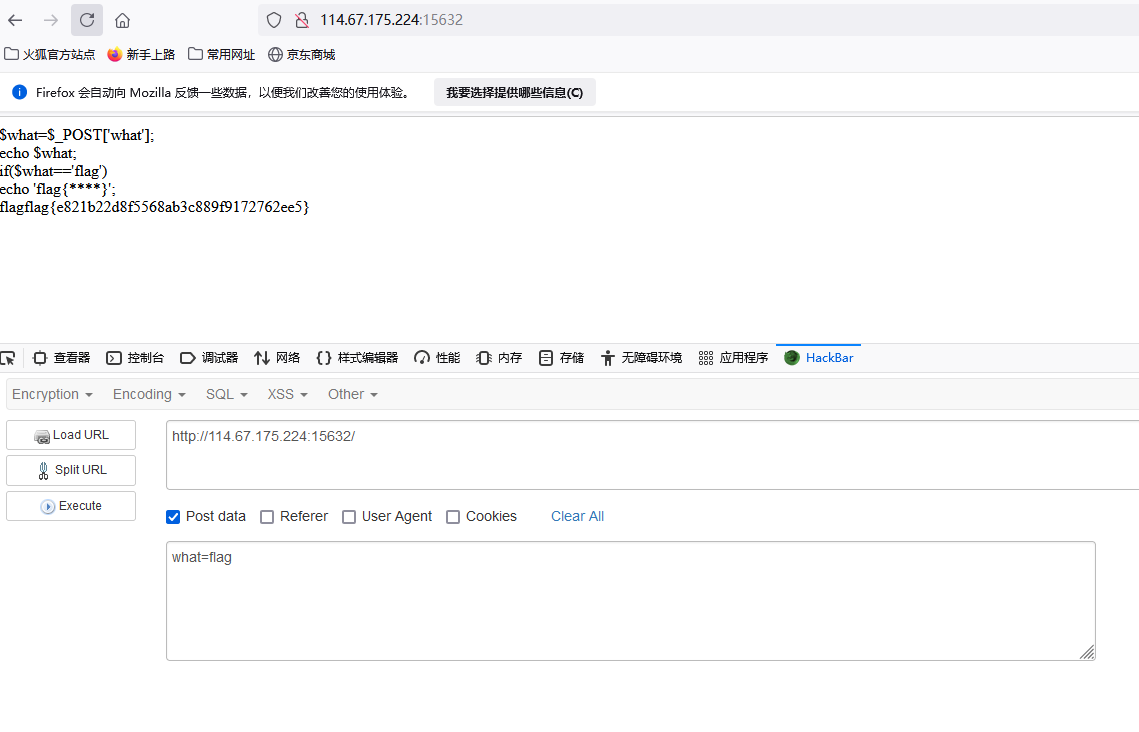 114.67.175.224:15632
火狐官方站点 新手上路 常用网址 京东商城
Firefox 会自动向 Mozilla 反馈一些数据，以便我们改善您的使用体验。 我要选择提供哪些信息(C)
$what=$_POST['what'];
echo $what;
if($what=='flag')
echo 'flag{****}';
flagflag{e821b22d8f5568ab3c889f9172762ee5}
查看器 控制台 调试器 网络 样式编辑器 性能 内存 存储 无障碍环境 应用程序 HackBar
Encryption Encoding SQL XSS Other
Load URL
http://114.67.175.224:15632/
Split URL
Execute
Post data Referer User Agent Cookies Clear All
what=flag